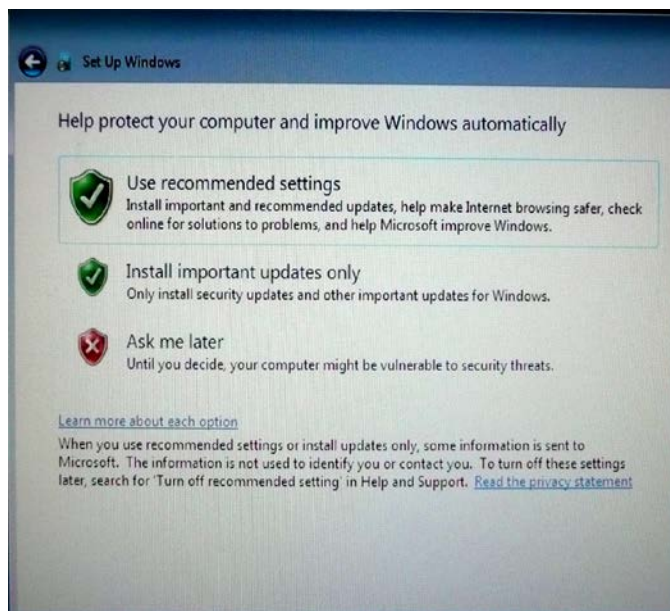 Set Up Windows
Help protect your computer and improve Windows automatically
Use recommended settings
Install important and recommended updates, help make Internet browsing safer, check
online for solutions to problems, and help Microsoft improve Windows.
Install important updates only
Only install security updates and other important updates for Windows.
Ask me later
Until you decide, your computer might be vulnerable to security threats.
Learn more about each option
When you use recommended settings or install updates only, some information is sent to
Microsoft. The information is not used to identify you or contact you. To turn off these settings
later, search for 'Turn off recommended setting' in Help and Support. Read the privacy statement